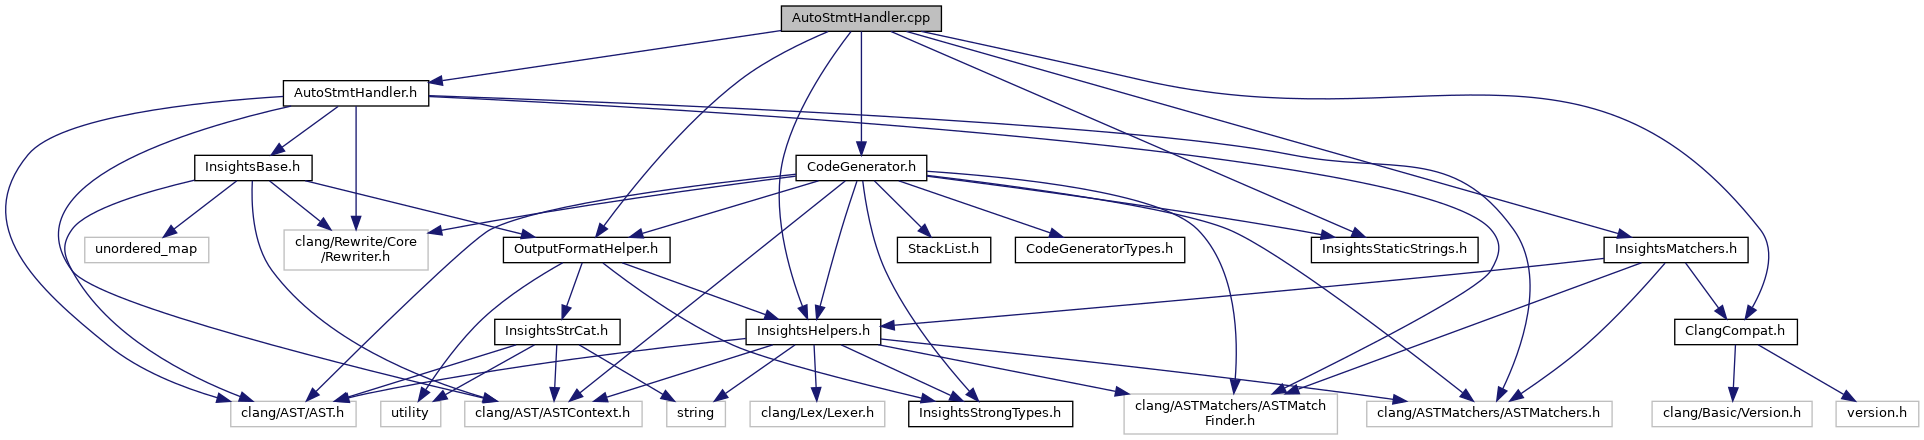 AutoStmtHandler.cpp
AutoStmtHandler.h
InsightsBase.h
CodeGenerator.h
unordered_map
clang/Rewrite/Core
/Rewriter.h
OutputFormatHelper.h
StackList.h
CodeGeneratorTypes.h
InsightsStaticStrings.h
InsightsMatchers.h
InsightsStrCat.h
InsightsHelpers.h
ClangCompat.h
clang/AST/AST.h
utility
clang/AST/ASTContext.h
string
clang/Lex/Lexer.h
InsightsStrongTypes.h
clang/ASTMatchers/ASTMatch
Finder.h
clang/ASTMatchers/ASTMatchers.h
clang/Basic/Version.h
version.h